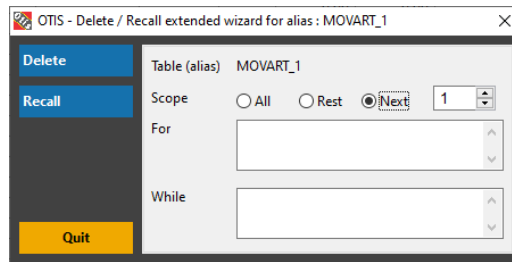 OTIS - Delete / Recall extended wizard for alias : MOVART_1
Delete
Recall
Quit
Table (alias) MOVART_1
Scope All Rest Next 1
For
While